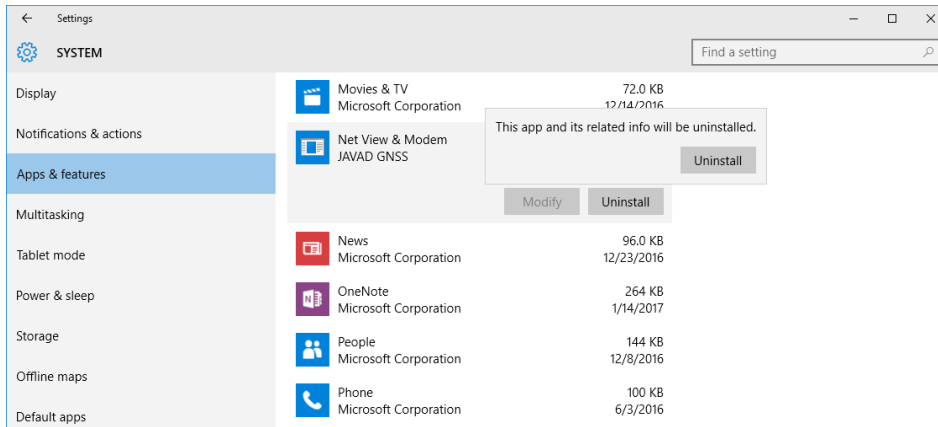 Settings
SYSTEM
Find a setting
Display
Notifications & actions
Apps & features
Multitasking
Tablet mode
Power & sleep
Storage
Offline maps
Default apps
Movies & TV 72.0 KB
Microsoft Corporation 12/14/2016
This app and its related info will be uninstalled.
Uninstall
Net View & Modem
JAVAD GNSS
Modify Uninstall
News 96.0 KB
Microsoft Corporation 12/23/2016
OneNote 264 KB
Microsoft Corporation 1/14/2017
People 144 KB
Microsoft Corporation 12/8/2016
Phone 100 KB
Microsoft Corporation 6/3/2016